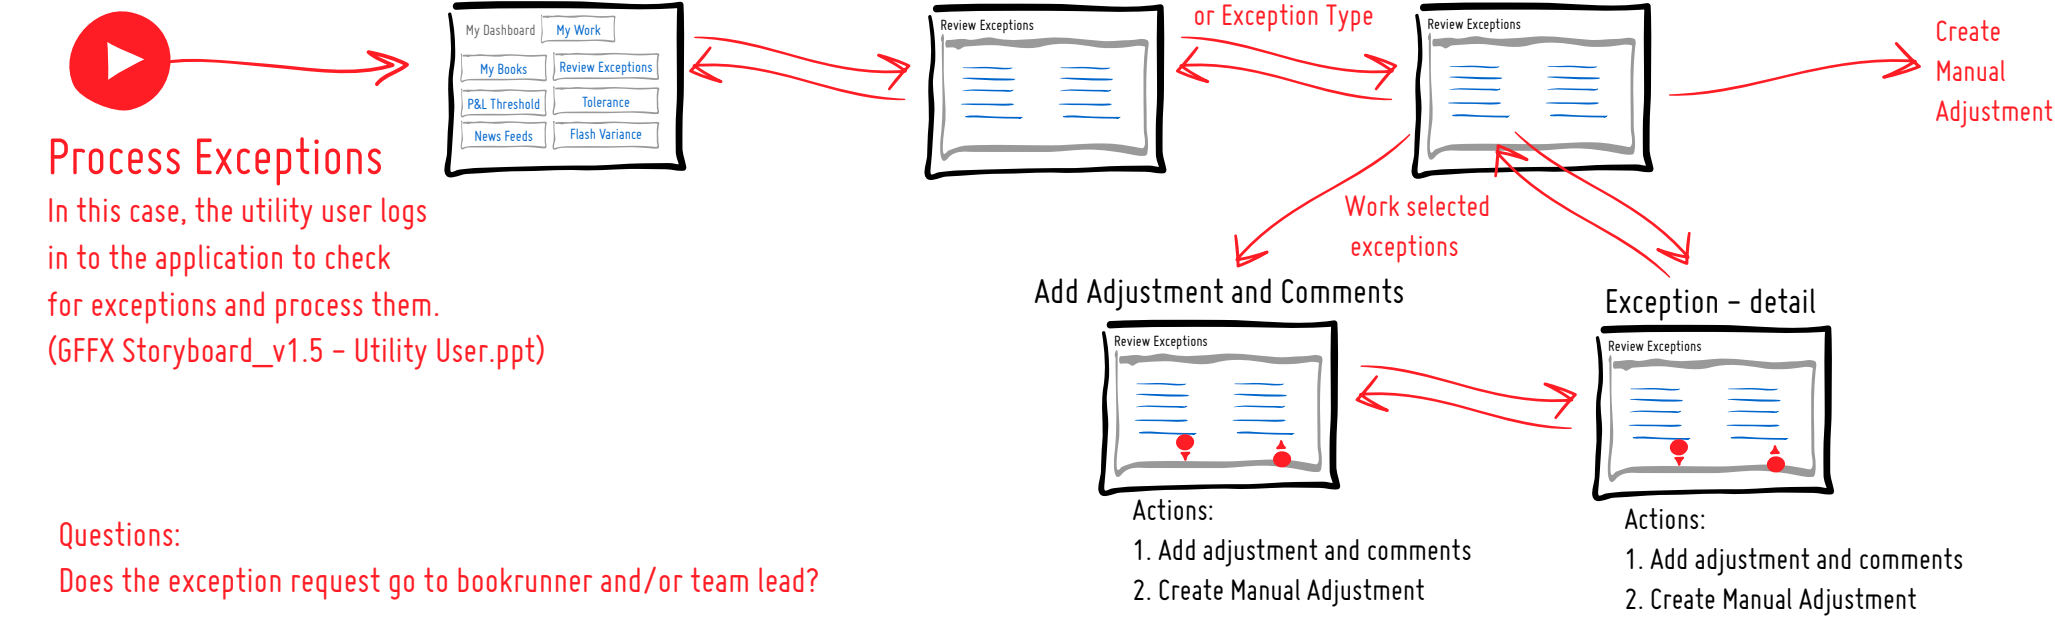 My Dashboard
My Work
My Books
Review Exceptions
P&L Threshold
Tolerance
News Feeds
Flash Variance
Review Exceptions
or Exception Type
Review Exceptions
Create
Manual
Adjustment
Process Exceptions
In this case, the utility user logs
in to the application to check
for exceptions and process them.
(GFFX Storyboard_v1.5 - Utility User.ppt)
Work selected
exceptions
Add Adjustment and Comments
Review Exceptions
Actions:
1. Add adjustment and comments
2. Create Manual Adjustment
Exception - detail
Review Exceptions
Actions:
1. Add adjustment and comments
2. Create Manual Adjustment
Questions:
Does the exception request go to bookrunner and/or team lead?